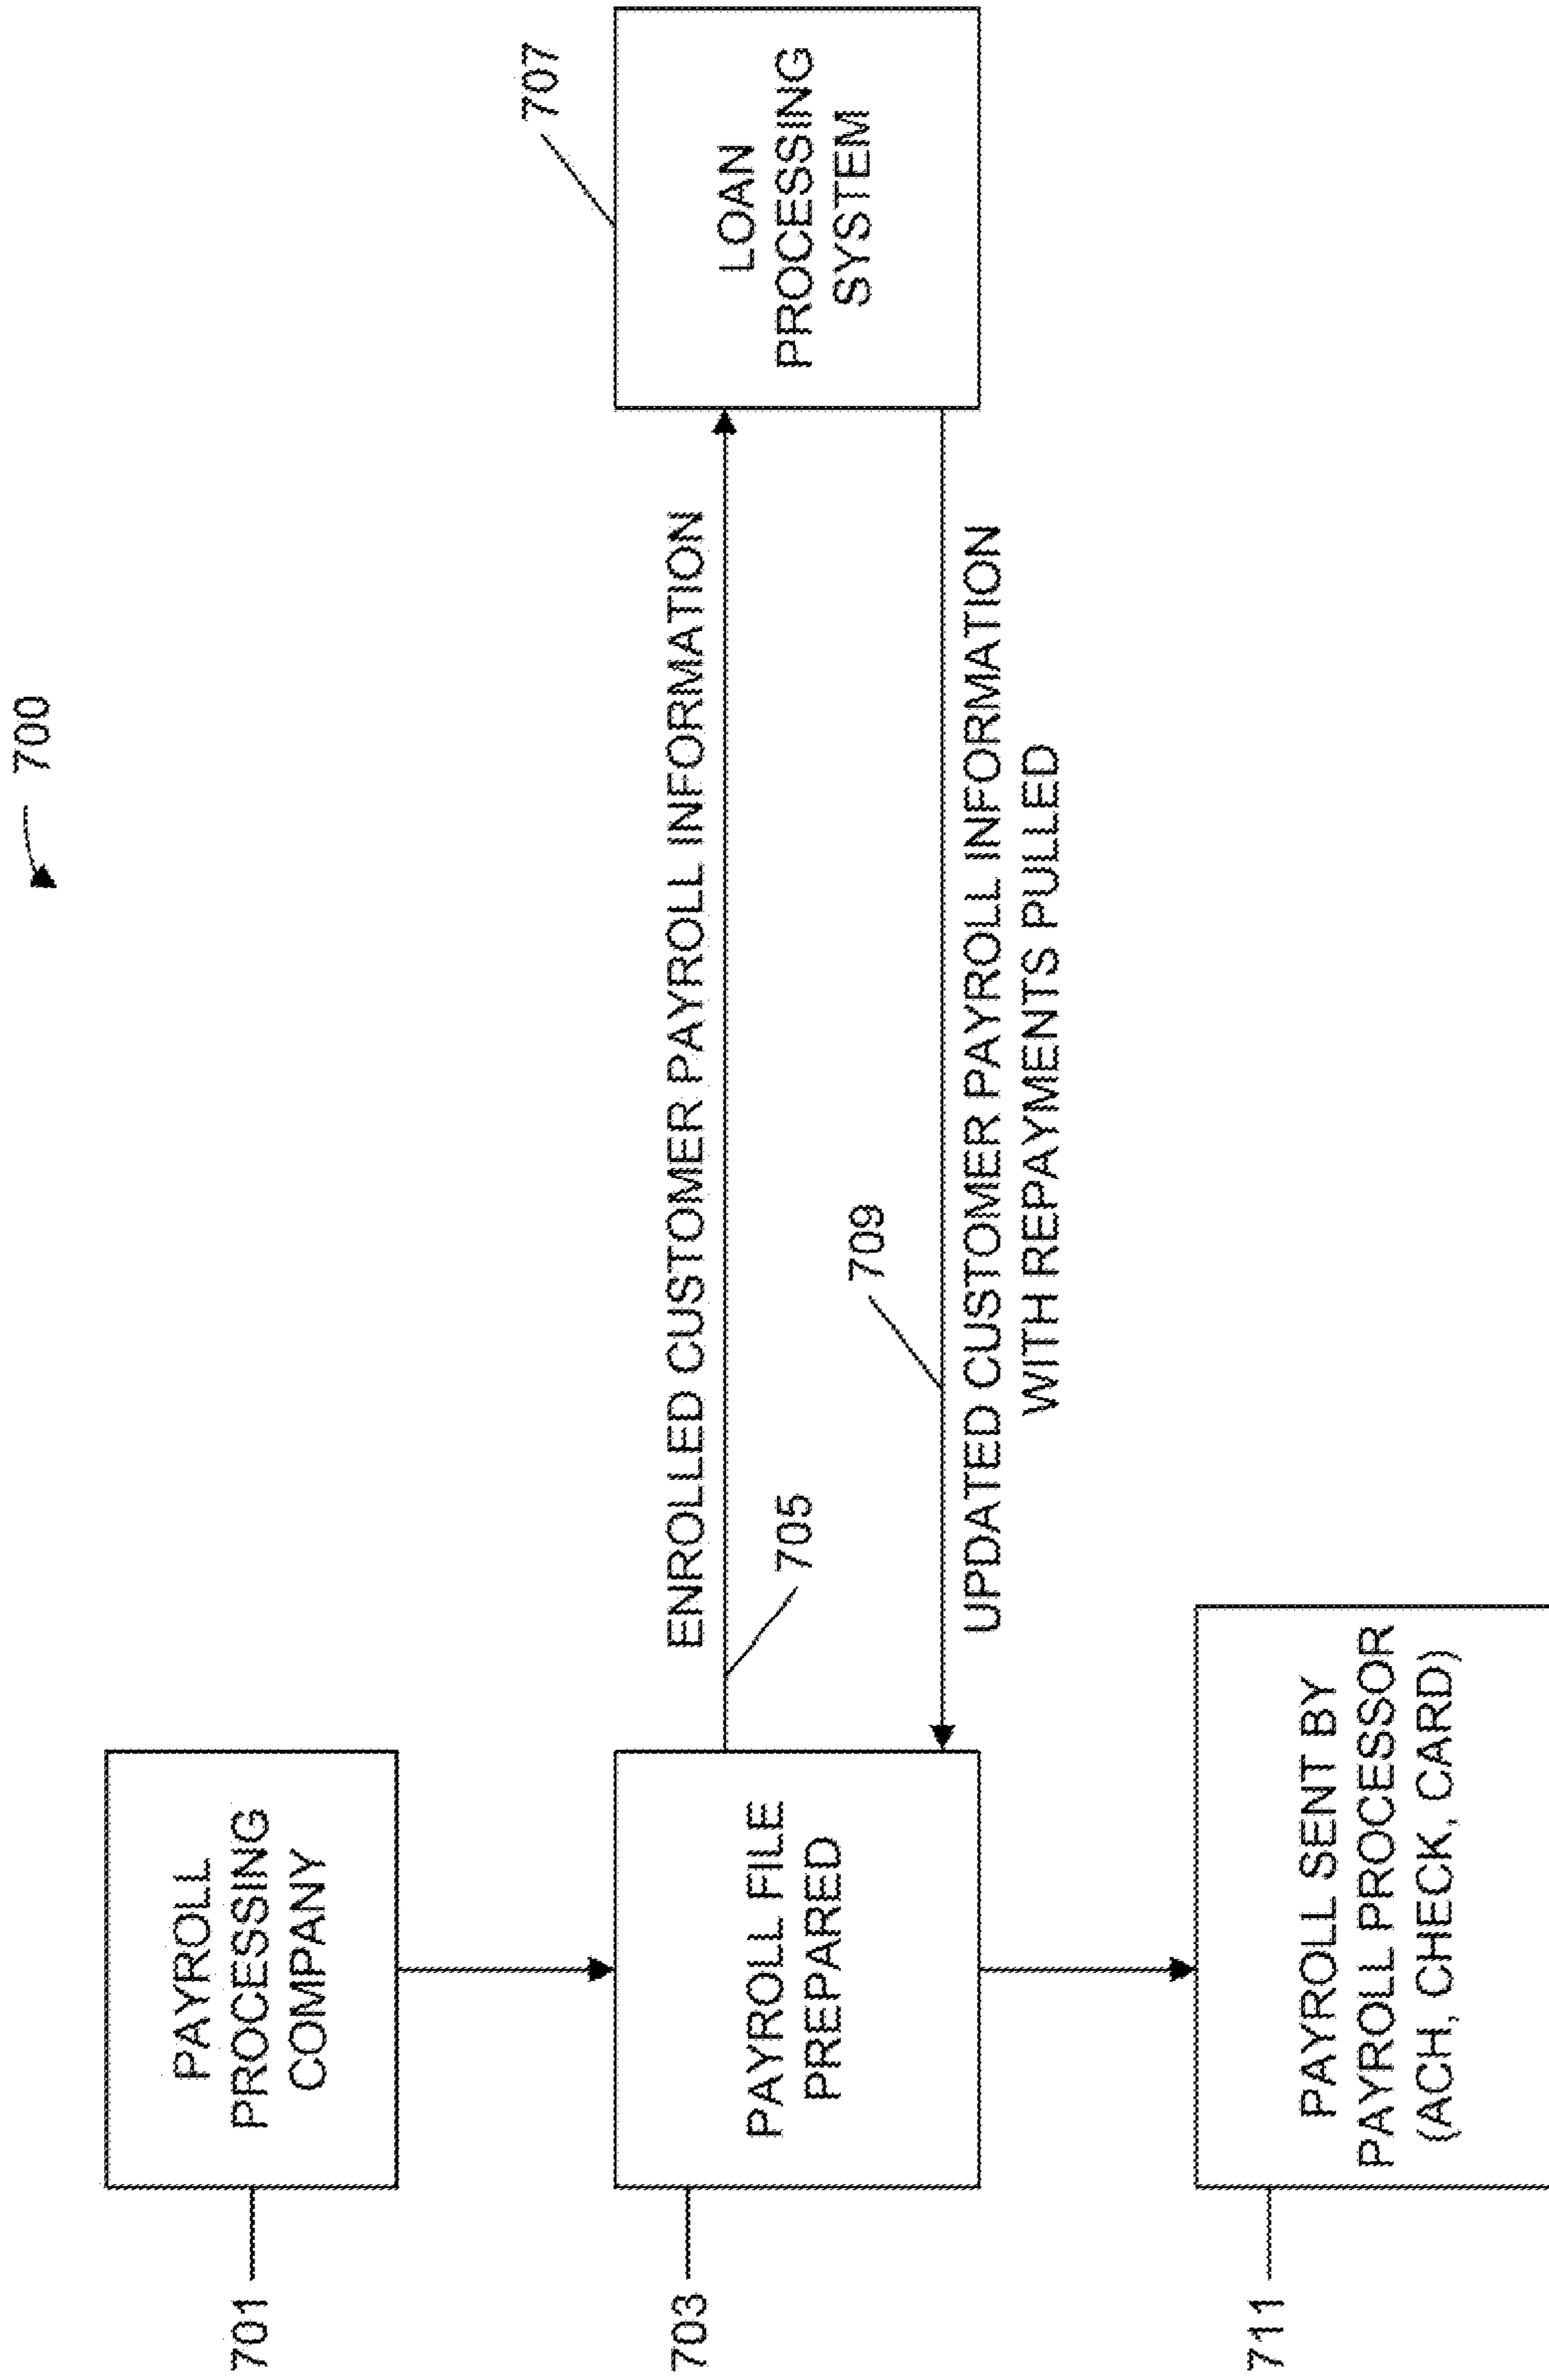 700
701
PAYROLL
PROCESSING
COMPANY
703
PAYROLL FILE
PREPARED
ENROLLED CUSTOMER PAYROLL INFORMATION
705
707
LOAN
PROCESSING
SYSTEM
709
UPDATED CUSTOMER PAYROLL INFORMATION
WITH REPAYMENTS PULLED
711
PAYROLL SENT BY
PAYROLL PROCESSOR
(ACH, CHECK, CARD)